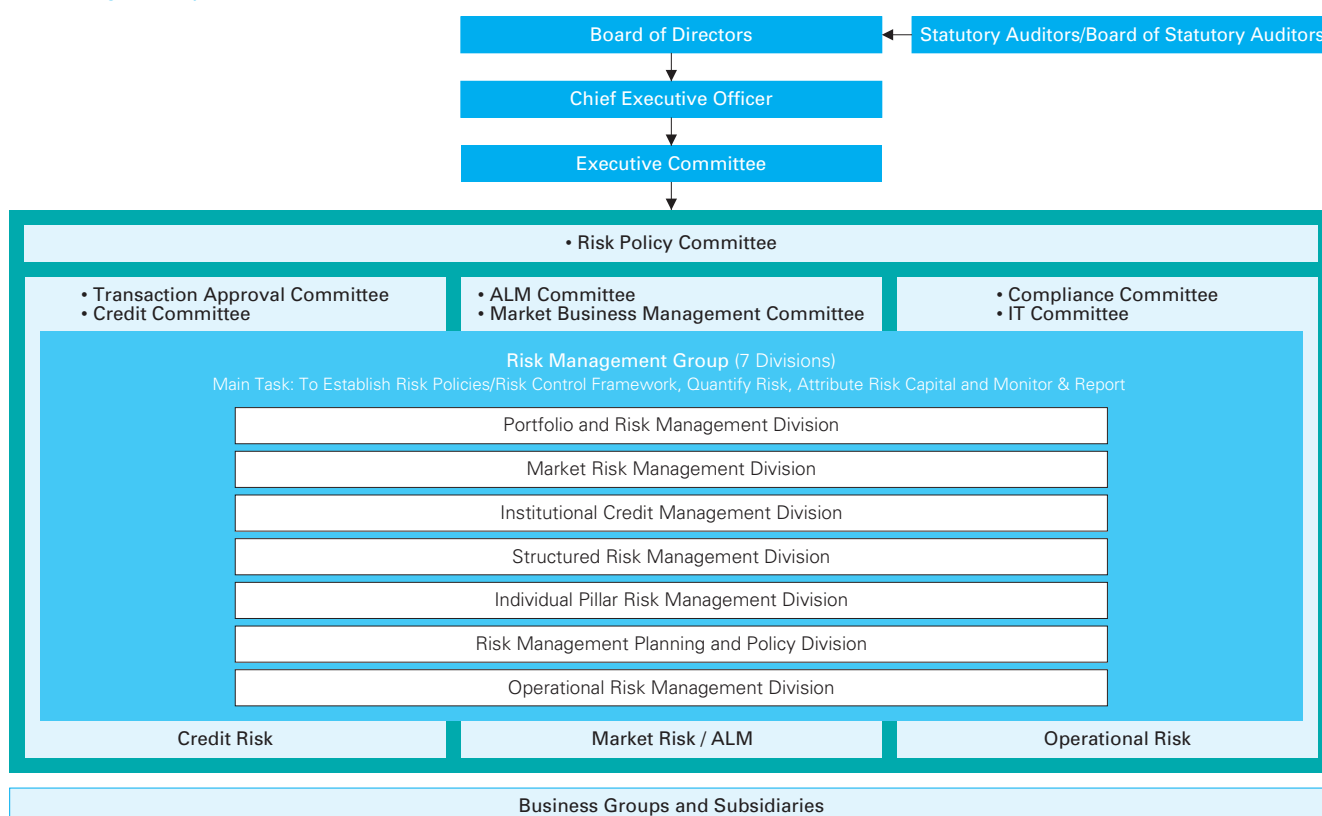 Board of Directors
Statutory Auditors/Board of Statutory Auditors
Chief Executive Officer
Executive Committee
• Risk Policy Committee
• Transaction Approval Committee
• Credit Committee
• ALM Committee
• Market Business Management Committee
• Compliance Committee
• IT Committee
Risk Management Group (7 Divisions)
Main Task: To Establish Risk Policies/Risk Control Framework, Quantify Risk, Attribute Risk Capital and Monitor & Report
Portfolio and Risk Management Division
Market Risk Management Division
Institutional Credit Management Division
Structured Risk Management Division
Individual Pillar Risk Management Division
Risk Management Planning and Policy Division
Operational Risk Management Division
Credit Risk
Market Risk / ALM
Operational Risk
Business Groups and Subsidiaries